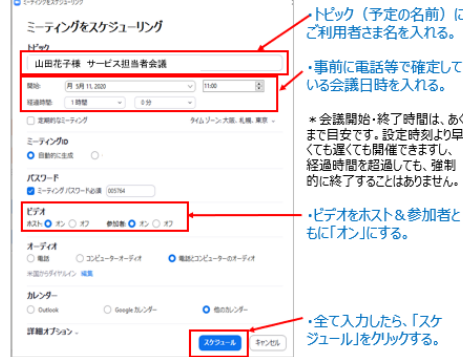 ミーティングをスケジューリング
ミーティングをスケジューリング
トピック
山田花子様 サービス担当者会議
開始: 月 5月 11, 2020 11:00
経過時間: 1 時間 0 分
定期的なミーティング タイムゾーン: 大阪、札幌、東京
ミーティングID
自動的に生成
パスワード
ミーティングパスワード必須 005764
ビデオ
ホスト: オン オフ 参加者: オン オフ
オーディオ
電話 コンピューターオーディオ 電話とコンピューターのオーディオ
米国からダイヤルイン 編集
カレンダー
Outlook Google カレンダー 他のカレンダー
詳細オプション
スケジュール キャンセル
・トピック（予定の名前）に
ご利用者さま名を入れる。
・事前に電話等で確定して
いる会議日時を入れる。
＊会議開始・終了時間は、あく
まで目安です。設定時刻より早
くても遅くても開催できますし、
経過時間を超過しても、強制
的に終了することはありません。
・ビデオをホスト＆参加者と
もに「オン」にする。
・全て入力したら、「スケ
ジュール」をクリックする。